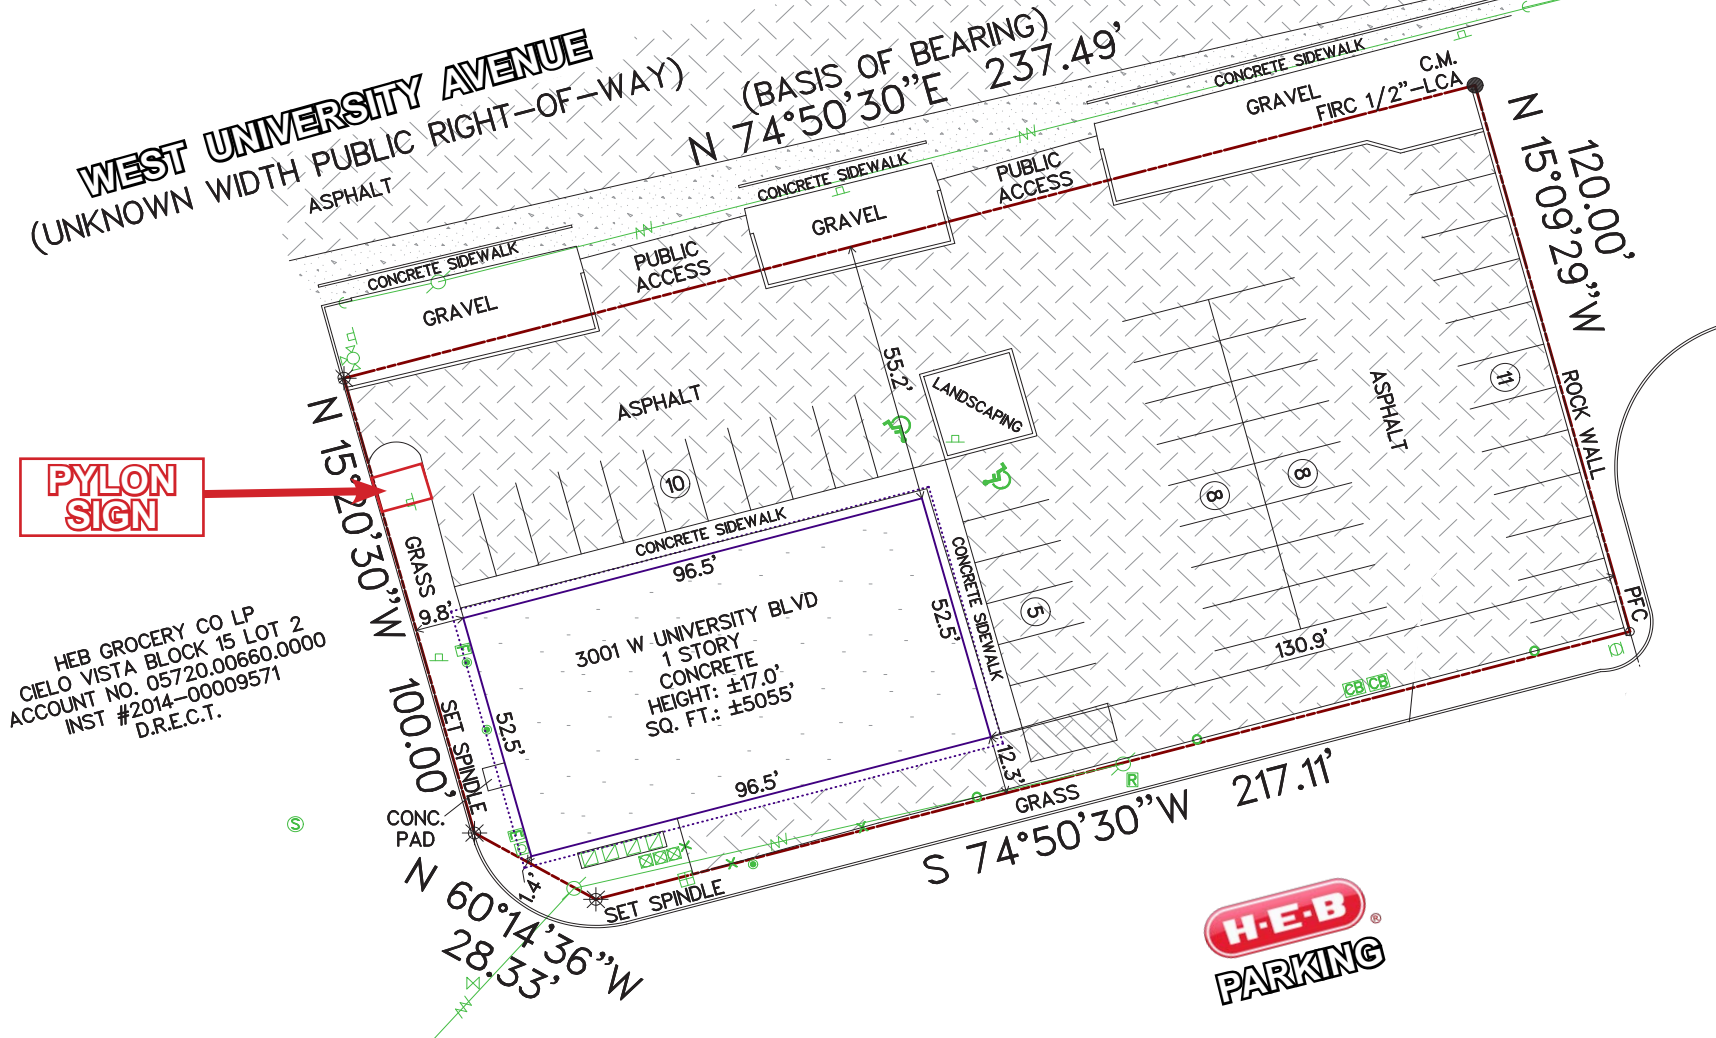 WEST UNIVERSITY AVENUE
(UNKNOWN WIDTH PUBLIC RIGHT-OF-WAY)
ASPHALT
(BASIS OF BEARING)
N 74°50'30"E 237.49'
CONCRETE SIDEWALK
C.M.
FIRC 1/2"-LCA
GRAVEL
PUBLIC
ACCESS
CONCRETE SIDEWALK
GRAVEL
PUBLIC
ACCESS
CONCRETE SIDEWALK
GRAVEL
N 15°09'29"W
120.00'
ROCK WALL
PFC
11
ASPHALT
8
8
55.2'
LANDSCAPING
ASPHALT
10
PYLON
SIGN
N 15°20'30"W
100.00'
GRASS
9.8'
CONCRETE SIDEWALK
96.5'
CONCRETE SIDEWALK
52.5'
5
130.9'
3001 W UNIVERSITY BLVD
1 STORY
CONCRETE
HEIGHT: ±17.0'
SQ. FT.: ±5055'
HEB GROCERY CO LP
CIELO VISTA BLOCK 15 LOT 2
ACCOUNT NO. 05720.00660.0000
INST #2014-00009571
D.R.E.C.T.
SET SPINDLE
52.5'
96.5'
12.3'
CB CB
CONC.
PAD
S
R
GRASS
S 74°50'30"W 217.11'
1.4'
SET SPINDLE
N 60°14'36"W
28.33'
H-E-B®
PARKING